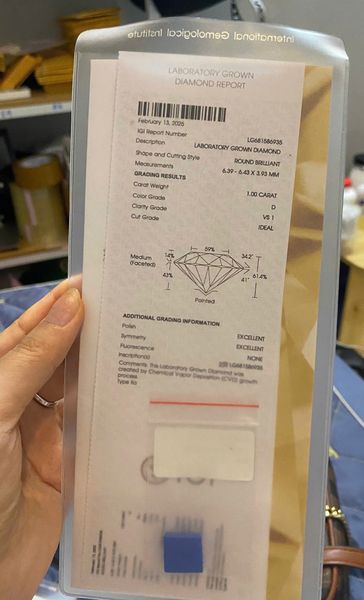 International Gemological Institute
LABORATORY GROWN
DIAMOND REPORT
February 13, 2025
IGI Report Number LG681586935
Description LABORATORY GROWN DIAMOND
Shape and Cutting Style ROUND BRILLIANT
Measurements 6.39 - 6.43 X 3.93 MM
GRADING RESULTS
Carat Weight 1.00 CARAT
Color Grade D
Clarity Grade VS 1
Cut Grade IDEAL
59%
Medium
(Faceted)
14%
34.2°
43%
41°
61.4%
Pointed
ADDITIONAL GRADING INFORMATION
Polish EXCELLENT
Symmetry EXCELLENT
Fluorescence NONE
Inscription(s) LG681586935
Comments: This Laboratory Grown Diamond was
created by Chemical Vapor Deposition (CVD) growth
process.
Type IIa